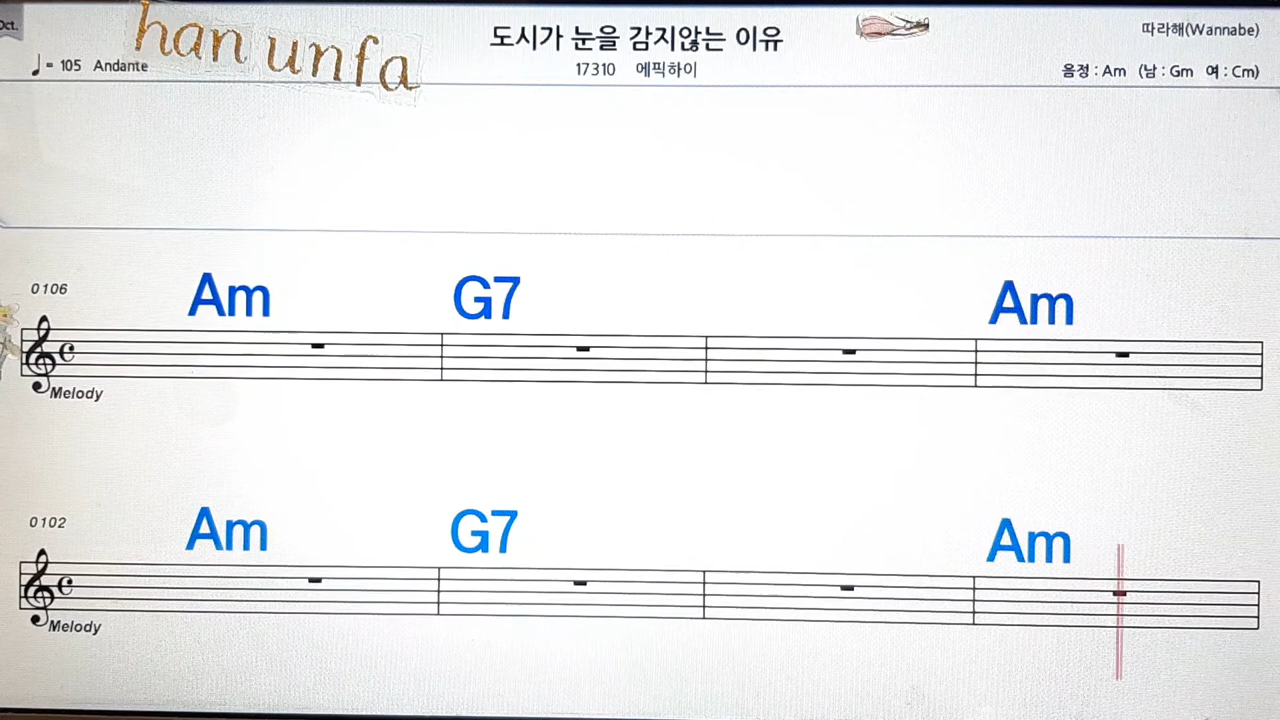 Oct.
han unfa
도시가 눈을 감지않는 이유
따라해(Wannabe)
♩= 105 Andante
17310 에픽하이
음정 : Am (남 : Gm 여 : Cm)
0106
Am G7 Am
Melody
0102
Am G7 Am
Melody